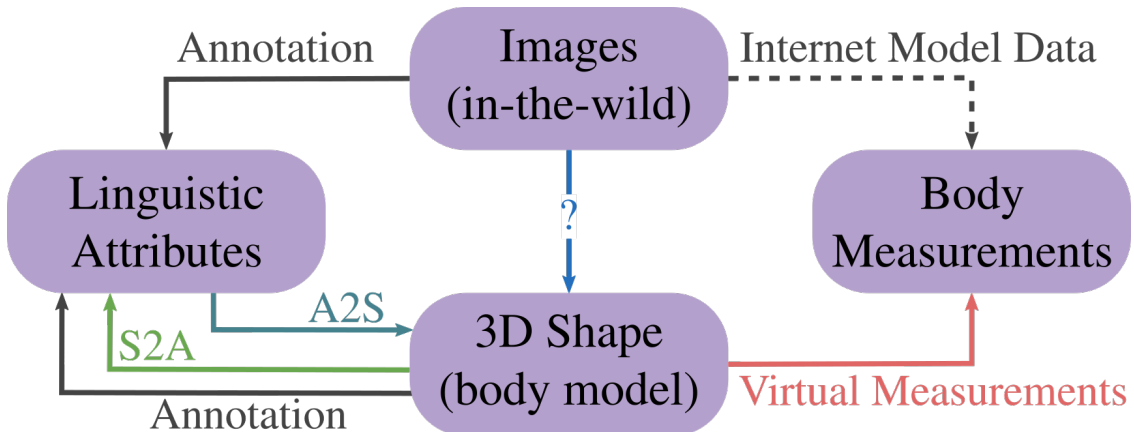 Annotation
Images
(in-the-wild)
Internet Model Data
Linguistic
Attributes
?
Body
Measurements
A2S
S2A
3D Shape
(body model)
Annotation
Virtual Measurements